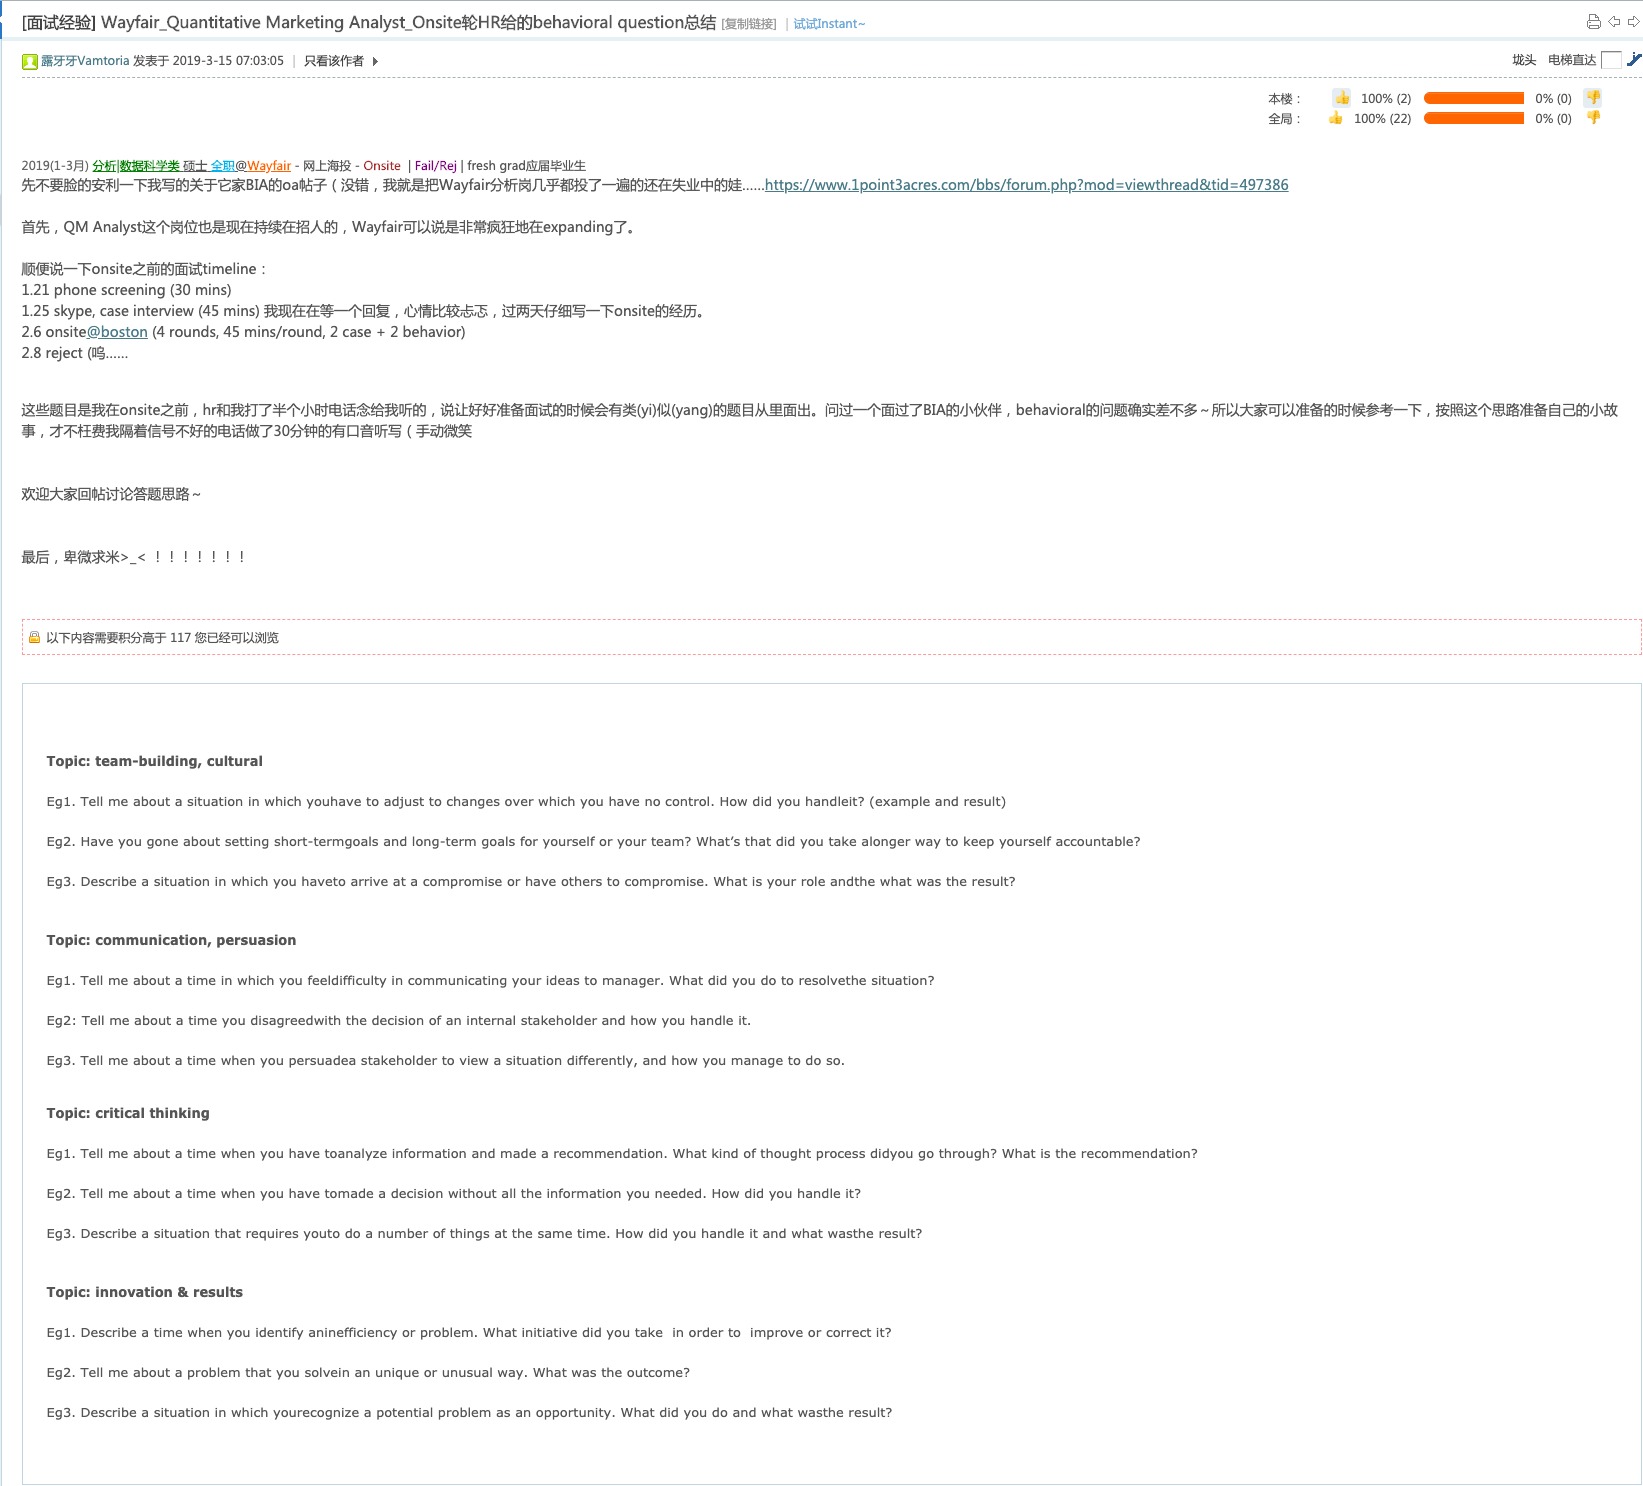 [面试经验] Wayfair_Quantitative Marketing Analyst_Onsite轮HR给的behavioral question总结 [复制链接] | 试试Instant~
露牙牙Vamtoria 发表于 2019-3-15 07:03:05 | 只看该作者
垅头 电梯直达
本楼： 100% (2) 0% (0)
全局： 100% (22) 0% (0)
2019(1-3月) 分析|数据科学类 硕士 全职@Wayfair - 网上海投 - Onsite | Fail/Rej | fresh grad应届毕业生
先不要脸的安利一下我写的关于它家BIA的oa帖子（没错，我就是把Wayfair分析岗几乎都投了一遍的还在失业中的娃......https://www.1point3acres.com/bbs/forum.php?mod=viewthread&tid=497386
首先，QM Analyst这个岗位也是现在持续在招人的，Wayfair可以说是非常疯狂地在expanding了。
顺便说一下onsite之前的面试timeline：
1.21 phone screening (30 mins)
1.25 skype, case interview (45 mins) 我现在在等一个回复，心情比较忐忑，过两天仔细写一下onsite的经历。
2.6 onsite@boston (4 rounds, 45 mins/round, 2 case + 2 behavior)
2.8 reject (呜......
这些题目是我在onsite之前，hr和我打了半个小时电话念给我听的，说让好好准备面试的时候会有类(yi)似(yang)的题目从里面出。问过一个面过了BIA的小伙伴，behavioral的问题确实差不多～所以大家可以准备的时候参考一下，按照这个思路准备自己的小故
事，才不枉费我隔着信号不好的电话做了30分钟的有口音听写（手动微笑
欢迎大家回帖讨论答题思路～
最后，卑微求米>_<！！！！！！！
以下内容需要积分高于 117 您已经可以浏览
Topic: team-building, cultural
Eg1. Tell me about a situation in which youhave to adjust to changes over which you have no control. How did you handleit? (example and result)
Eg2. Have you gone about setting short-termgoals and long-term goals for yourself or your team? What’s that did you take alonger way to keep yourself accountable?
Eg3. Describe a situation in which you haveto arrive at a compromise or have others to compromise. What is your role andthe what was the result?
Topic: communication, persuasion
Eg1. Tell me about a time in which you feeldifficulty in communicating your ideas to manager. What did you do to resolvethe situation?
Eg2: Tell me about a time you disagreedwith the decision of an internal stakeholder and how you handle it.
Eg3. Tell me about a time when you persuadea stakeholder to view a situation differently, and how you manage to do so.
Topic: critical thinking
Eg1. Tell me about a time when you have toanalyze information and made a recommendation. What kind of thought process didyou go through? What is the recommendation?
Eg2. Tell me about a time when you have tomade a decision without all the information you needed. How did you handle it?
Eg3. Describe a situation that requires youto do a number of things at the same time. How did you handle it and what wasthe result?
Topic: innovation & results
Eg1. Describe a time when you identify aninefficiency or problem. What initiative did you take  in order to  improve or correct it?
Eg2. Tell me about a problem that you solvein an unique or unusual way. What was the outcome?
Eg3. Describe a situation in which yourecognize a potential problem as an opportunity. What did you do and what wasthe result?